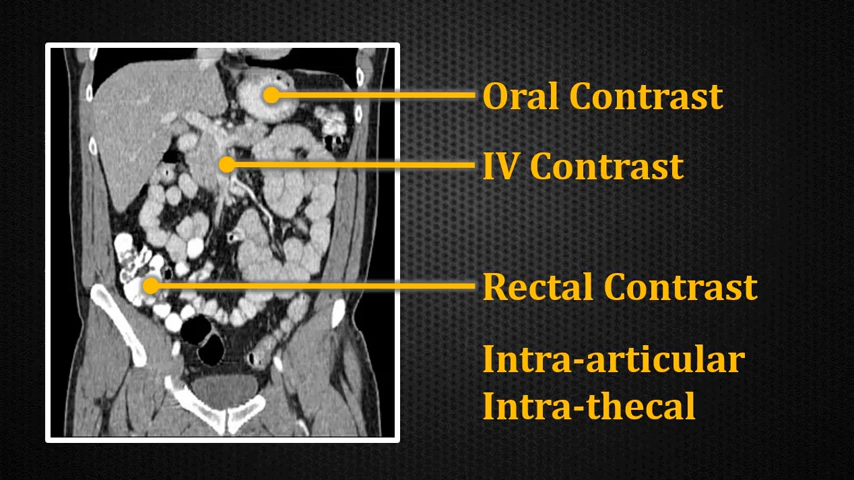 Oral Contrast
IV Contrast
Rectal Contrast
Intra-articular
Intra-thecal